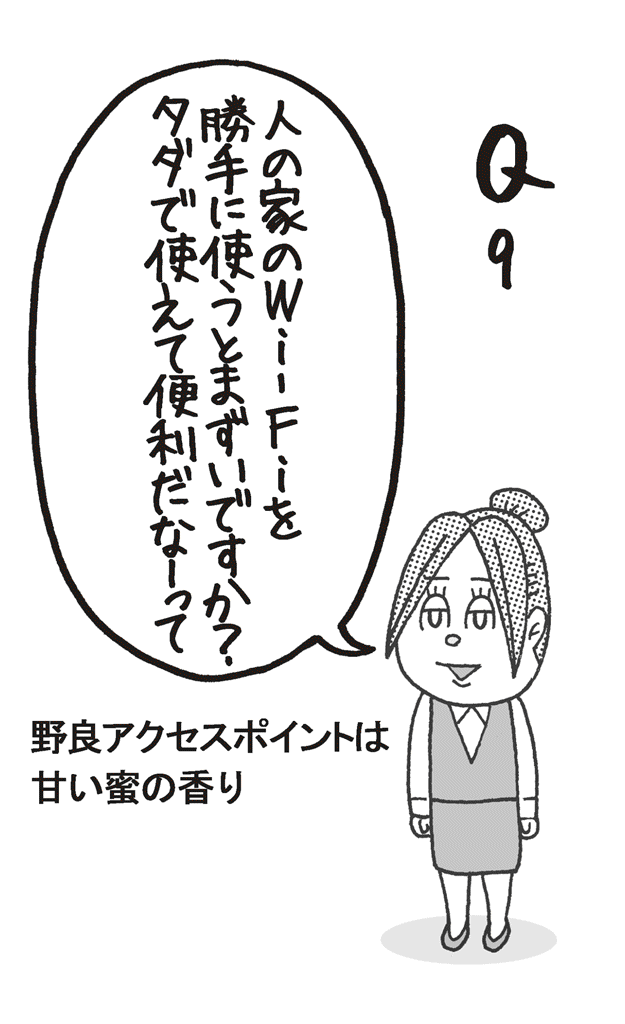 Q
9
人の家のWi-Fiを
勝手に使うとまずいですか?
タダで使えて便利だなーって
野良アクセスポイントは
甘い蜜の香り